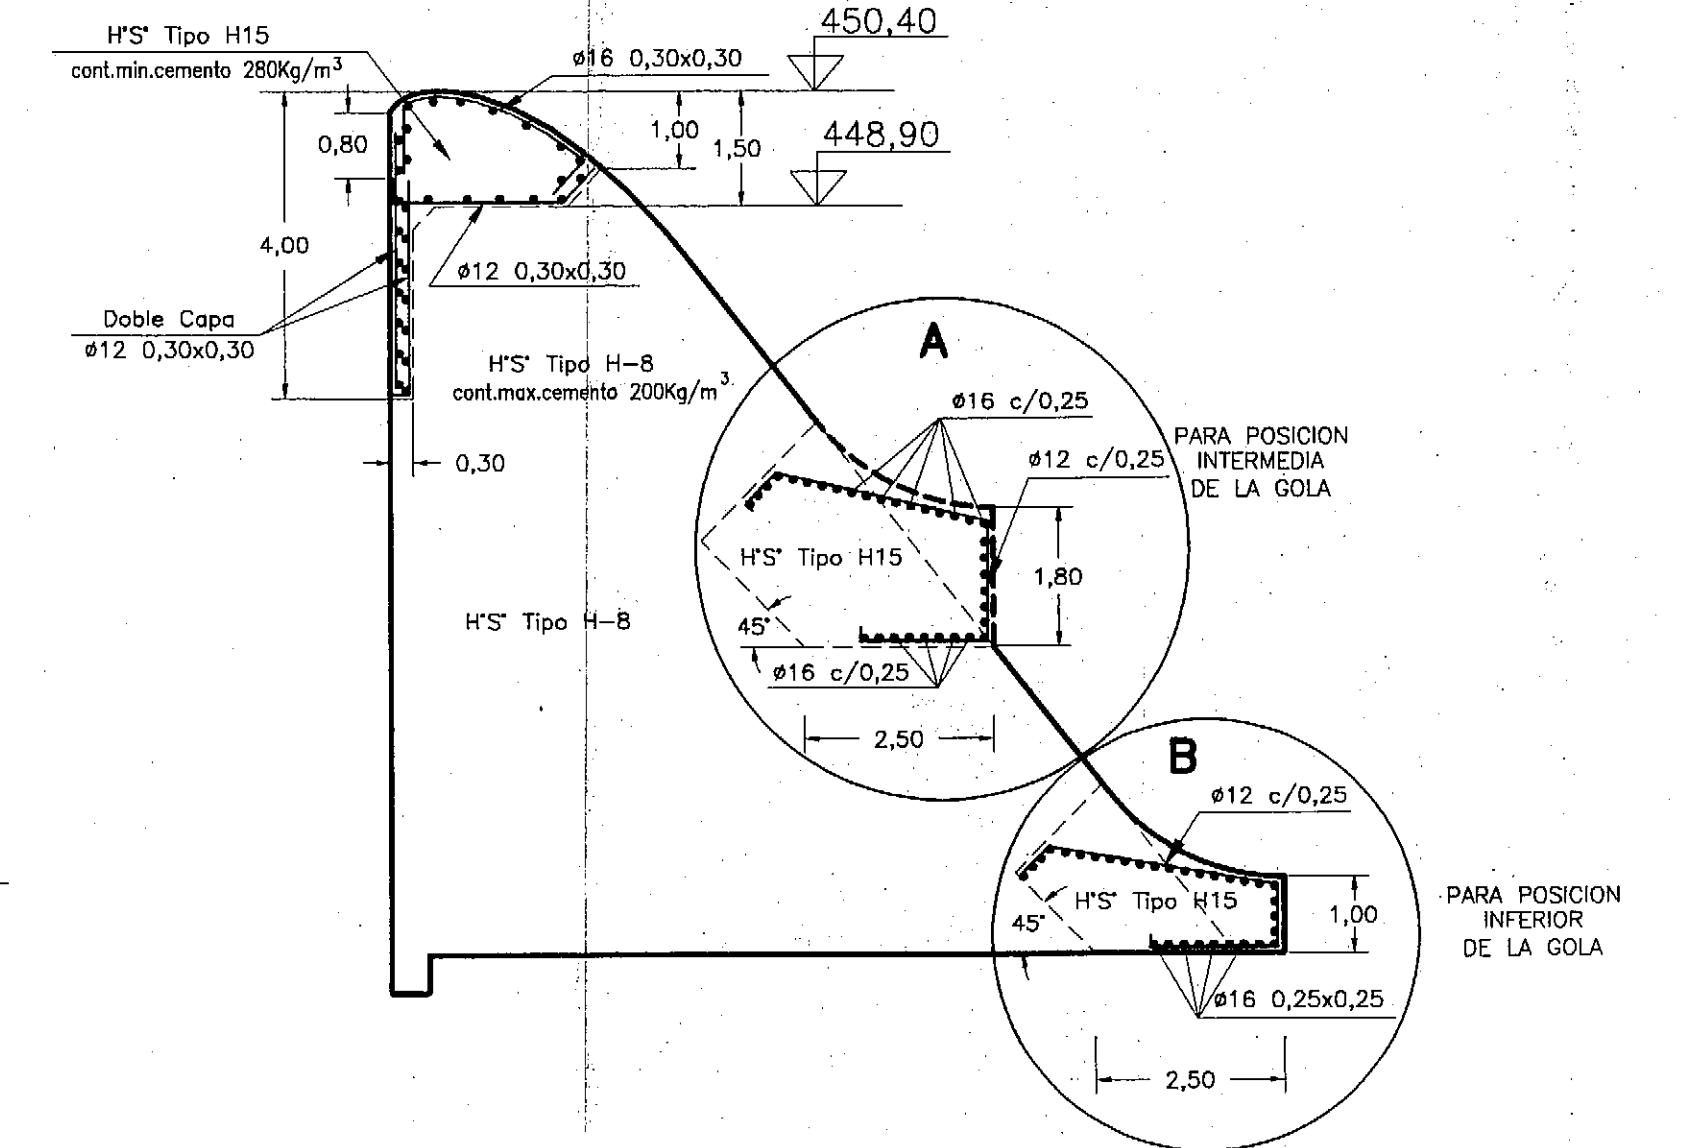 450,40
H°S° Tipo H15
cont.min.cemento 280Kg/m³
ø16 0,30x0,30
0,80
1,00
1,50
448,90
4,00
ø12 0,30x0,30
Doble Capa
ø12 0,30x0,30
H°S° Tipo H-8
cont.max.cemento 200Kg/m³
0,30
A
ø16 c/0,25
ø12 c/0,25
PARA POSICION
INTERMEDIA
DE LA GOLA
H°S° Tipo H15
1,80
H°S° Tipo H-8
45°
ø16 c/0,25
2,50
B
ø12 c/0,25
H°S° Tipo H15
45°
1,00
PARA POSICION
INFERIOR
DE LA GOLA
ø16 0,25x0,25
2,50